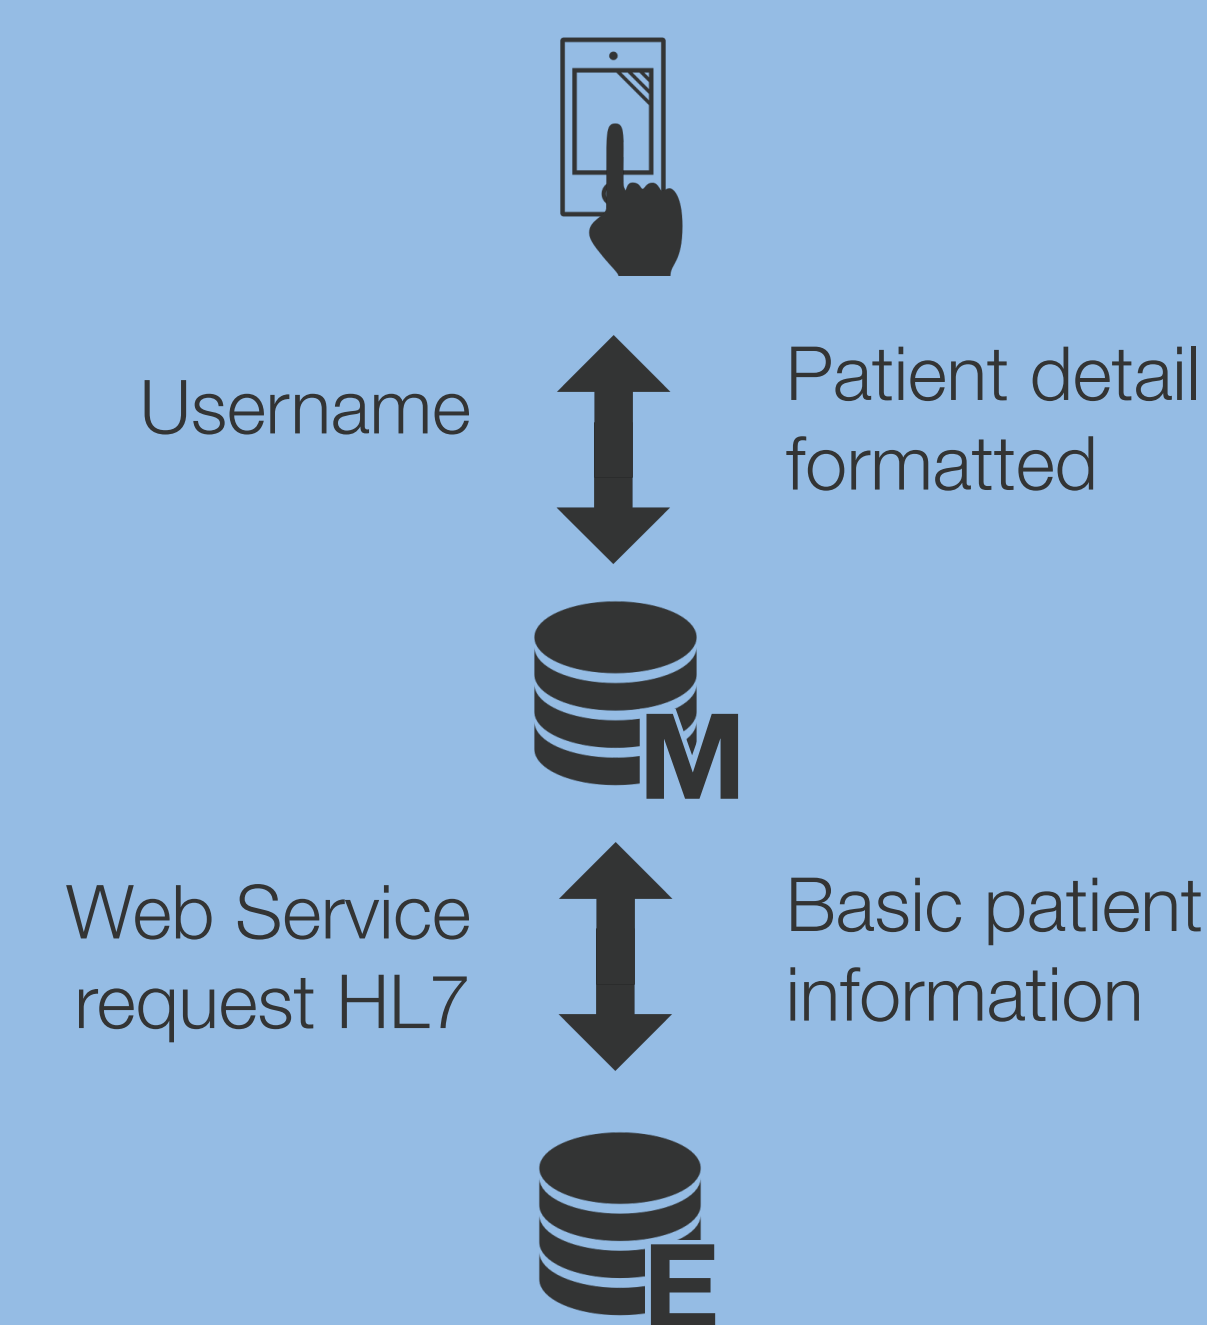 Username
Patient detail
formatted
M
Web Service
request HL7
Basic patient
information
E